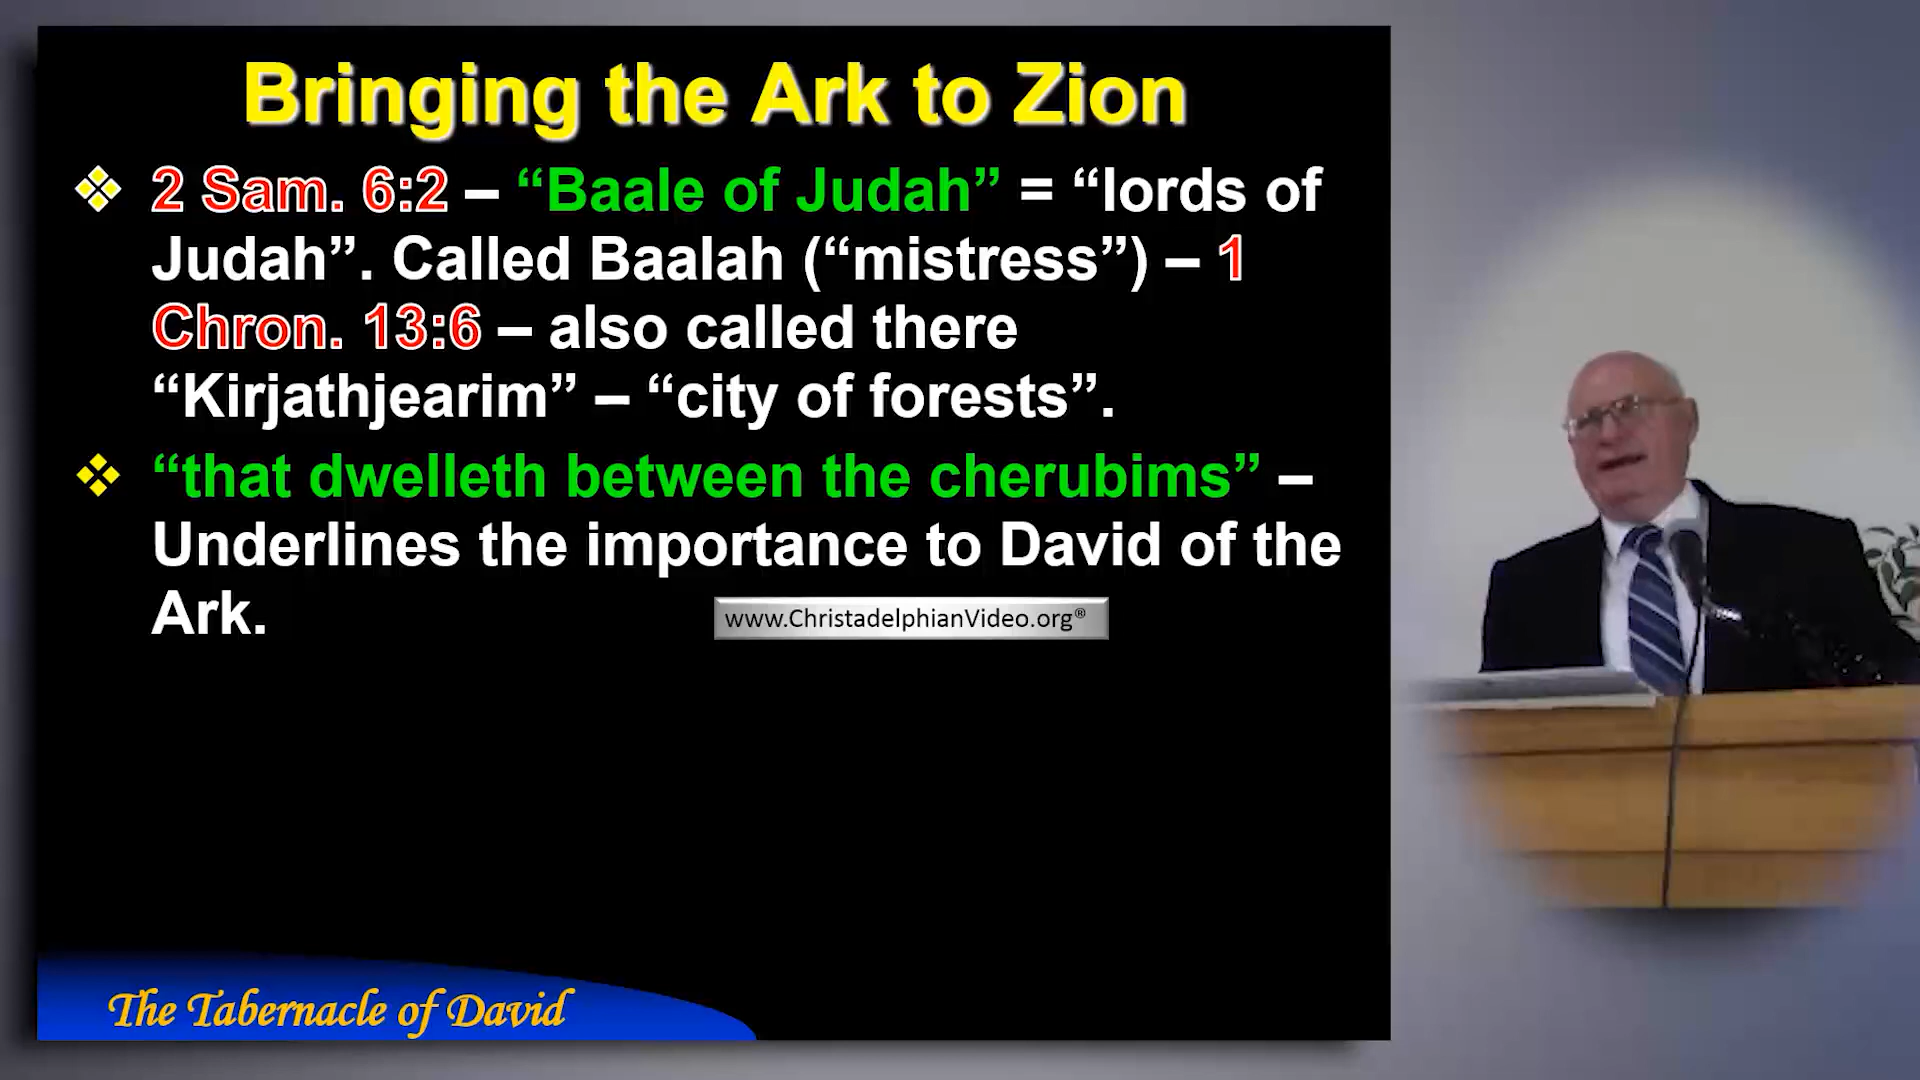 Bringing the Ark to Zion
❖ 2 Sam. 6:2 – “Baale of Judah” = “lords of
Judah”. Called Baalah (“mistress”) – 1
Chron. 13:6 – also called there
“Kirjathjearim” – “city of forests”.
❖ “that dwelleth between the cherubims” –
Underlines the importance to David of the
Ark.
www.ChristadelphianVideo.org®
The Tabernacle of David